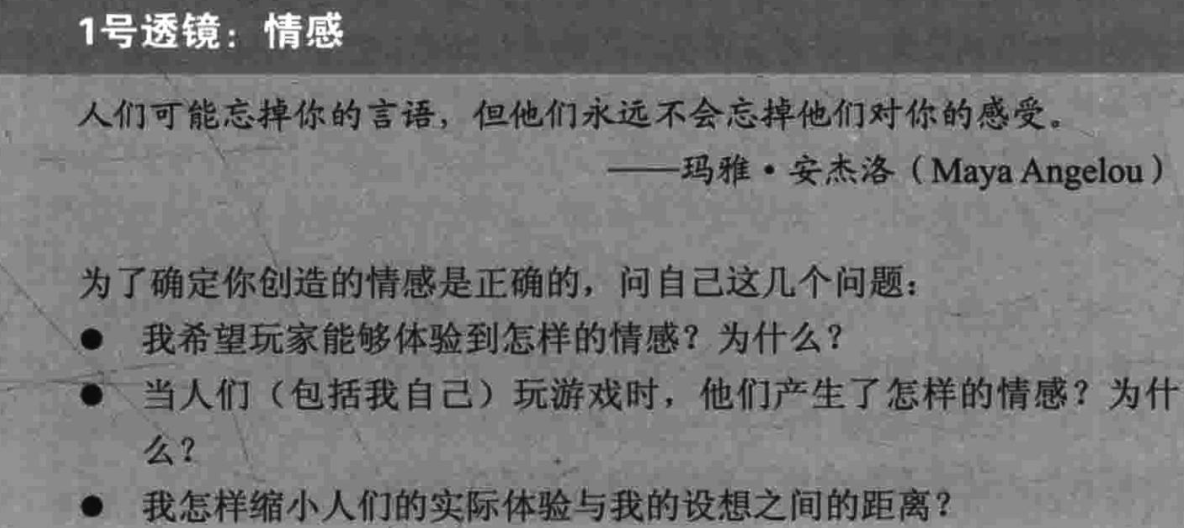 1号透镜：情感
人们可能忘掉你的言语，但他们永远不会忘掉他们对你的感受。
——玛雅·安杰洛（Maya Angelou）
为了确定你创造的情感是正确的，问自己这几个问题：
● 我希望玩家能够体验到怎样的情感？为什么？
● 当人们（包括我自己）玩游戏时，他们产生了怎样的情感？为什
么？
● 我怎样缩小人们的实际体验与我的设想之间的距离？